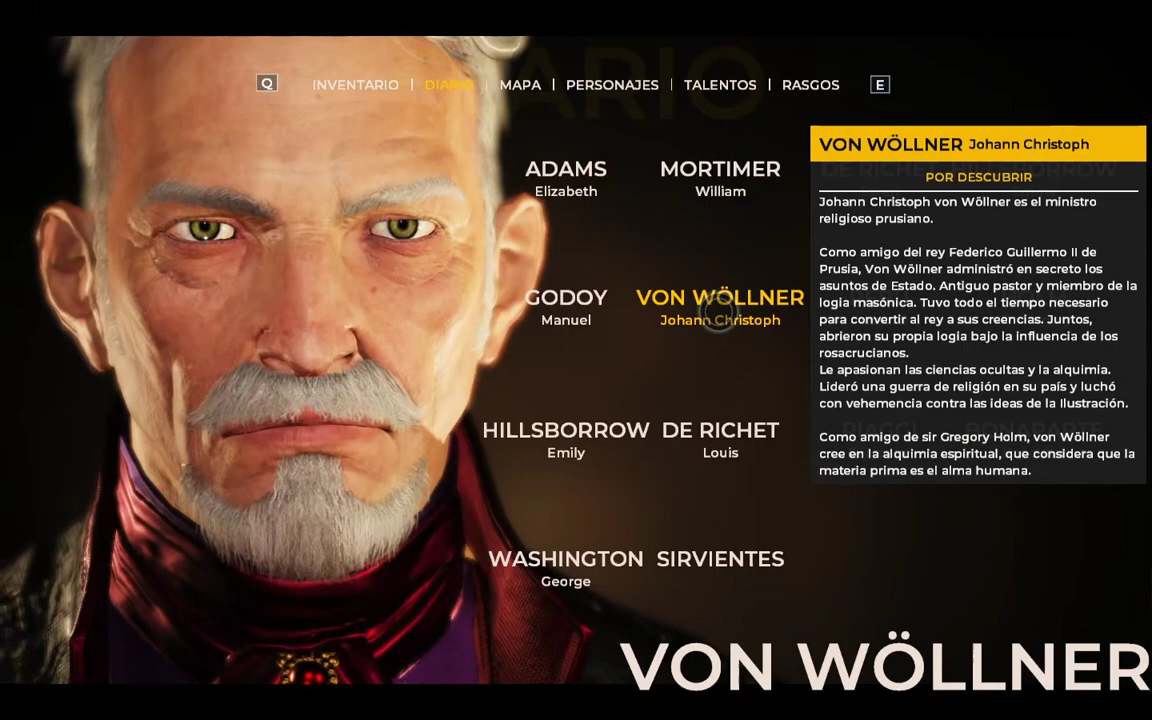 Q INVENTARIO | DIARIO | MAPA | PERSONAJES | TALENTOS | RASGOS E
ADAMS
Elizabeth
MORTIMER
William
GODOY
Manuel
VON WÖLLNER
Johann Christoph
HILLSBORROW
Emily
DE RICHET
Louis
WASHINGTON
George
SIRVIENTES
VON WÖLLNER Johann Christoph
POR DESCUBRIR
Johann Christoph von Wöllner es el ministro
religioso prusiano.
Como amigo del rey Federico Guillermo II de
Prusia, Von Wöllner administró en secreto los
asuntos de Estado. Antiguo pastor y miembro de la
logia masónica. Tuvo todo el tiempo necesario
para convertir al rey a sus creencias. Juntos,
abrieron su propia logia bajo la influencia de los
rosacrucianos.
Le apasionan las ciencias ocultas y la alquimia.
Lideró una guerra de religión en su país y luchó
con vehemencia contra las ideas de la Ilustración.
Como amigo de sir Gregory Holm, von Wöllner
cree en la alquimia espiritual, que considera que la
materia prima es el alma humana.
VON WÖLLNER